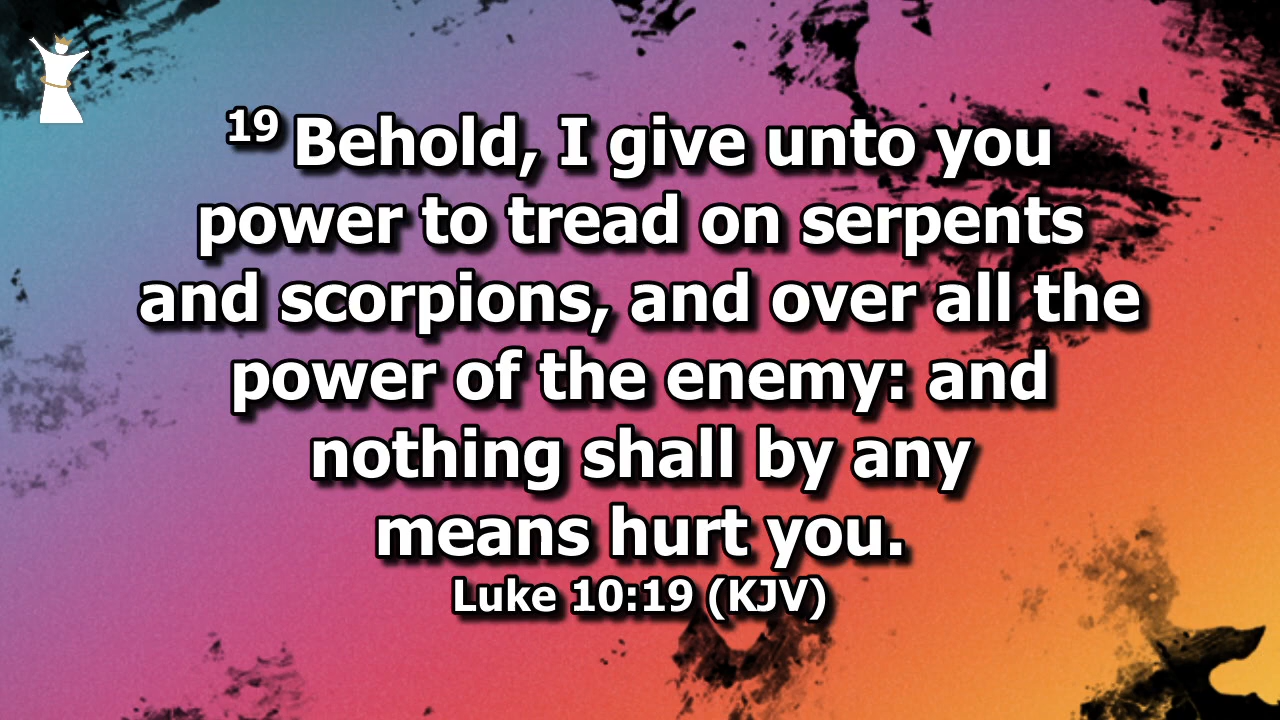 19 Behold, I give unto you
power to tread on serpents
and scorpions, and over all the
power of the enemy: and
nothing shall by any
means hurt you.
Luke 10:19 (KJV)